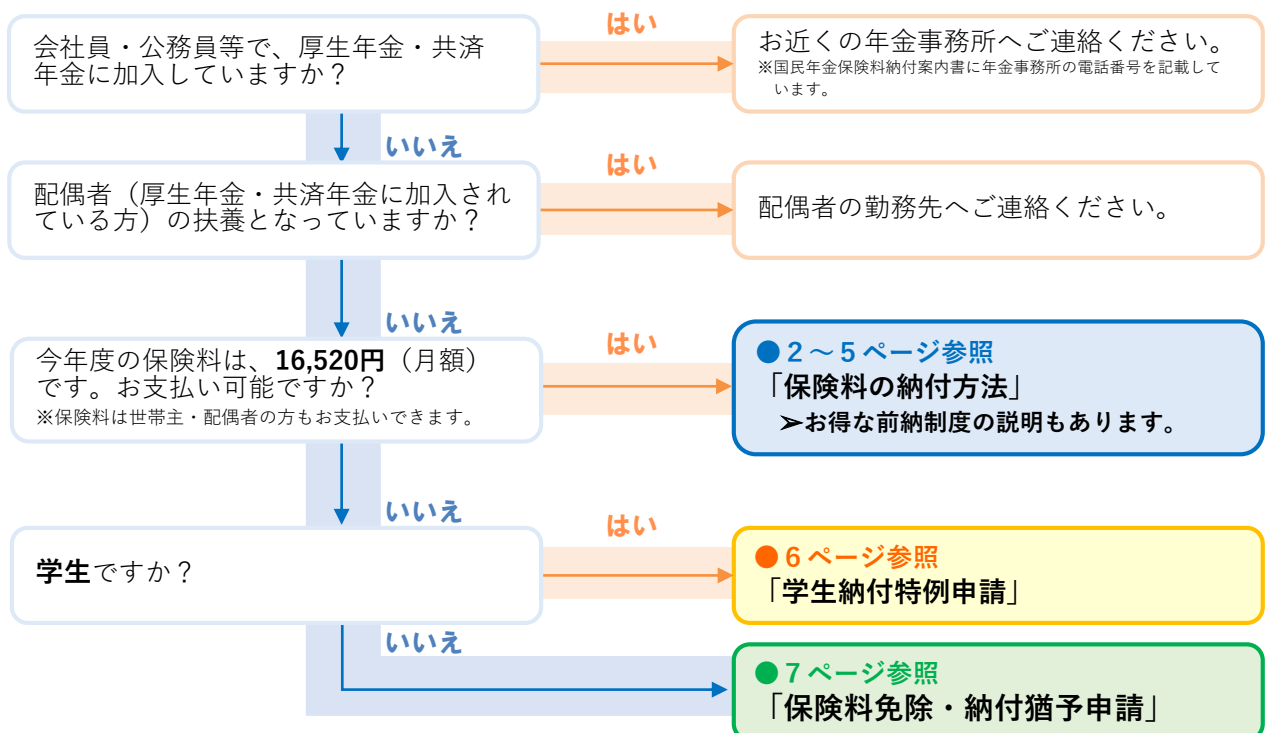 はい
会社員・公務員等で、厚生年金・共済
年金に加入していますか？
お近くの年金事務所へご連絡ください。
※国民年金保険料納付案内書に年金事務所の電話番号を記載して
います。
いいえ
はい
配偶者（厚生年金・共済年金に加入され
ている方）の扶養となっていますか？
配偶者の勤務先へご連絡ください。
いいえ
はい
今年度の保険料は、16,520円（月額）
です。お支払い可能ですか？
※保険料は世帯主・配偶者の方もお支払いできます。
●２～５ページ参照
「保険料の納付方法」
➢お得な前納制度の説明もあります。
いいえ
はい
学生ですか？
●６ページ参照
「学生納付特例申請」
いいえ
●７ページ参照
「保険料免除・納付猶予申請」